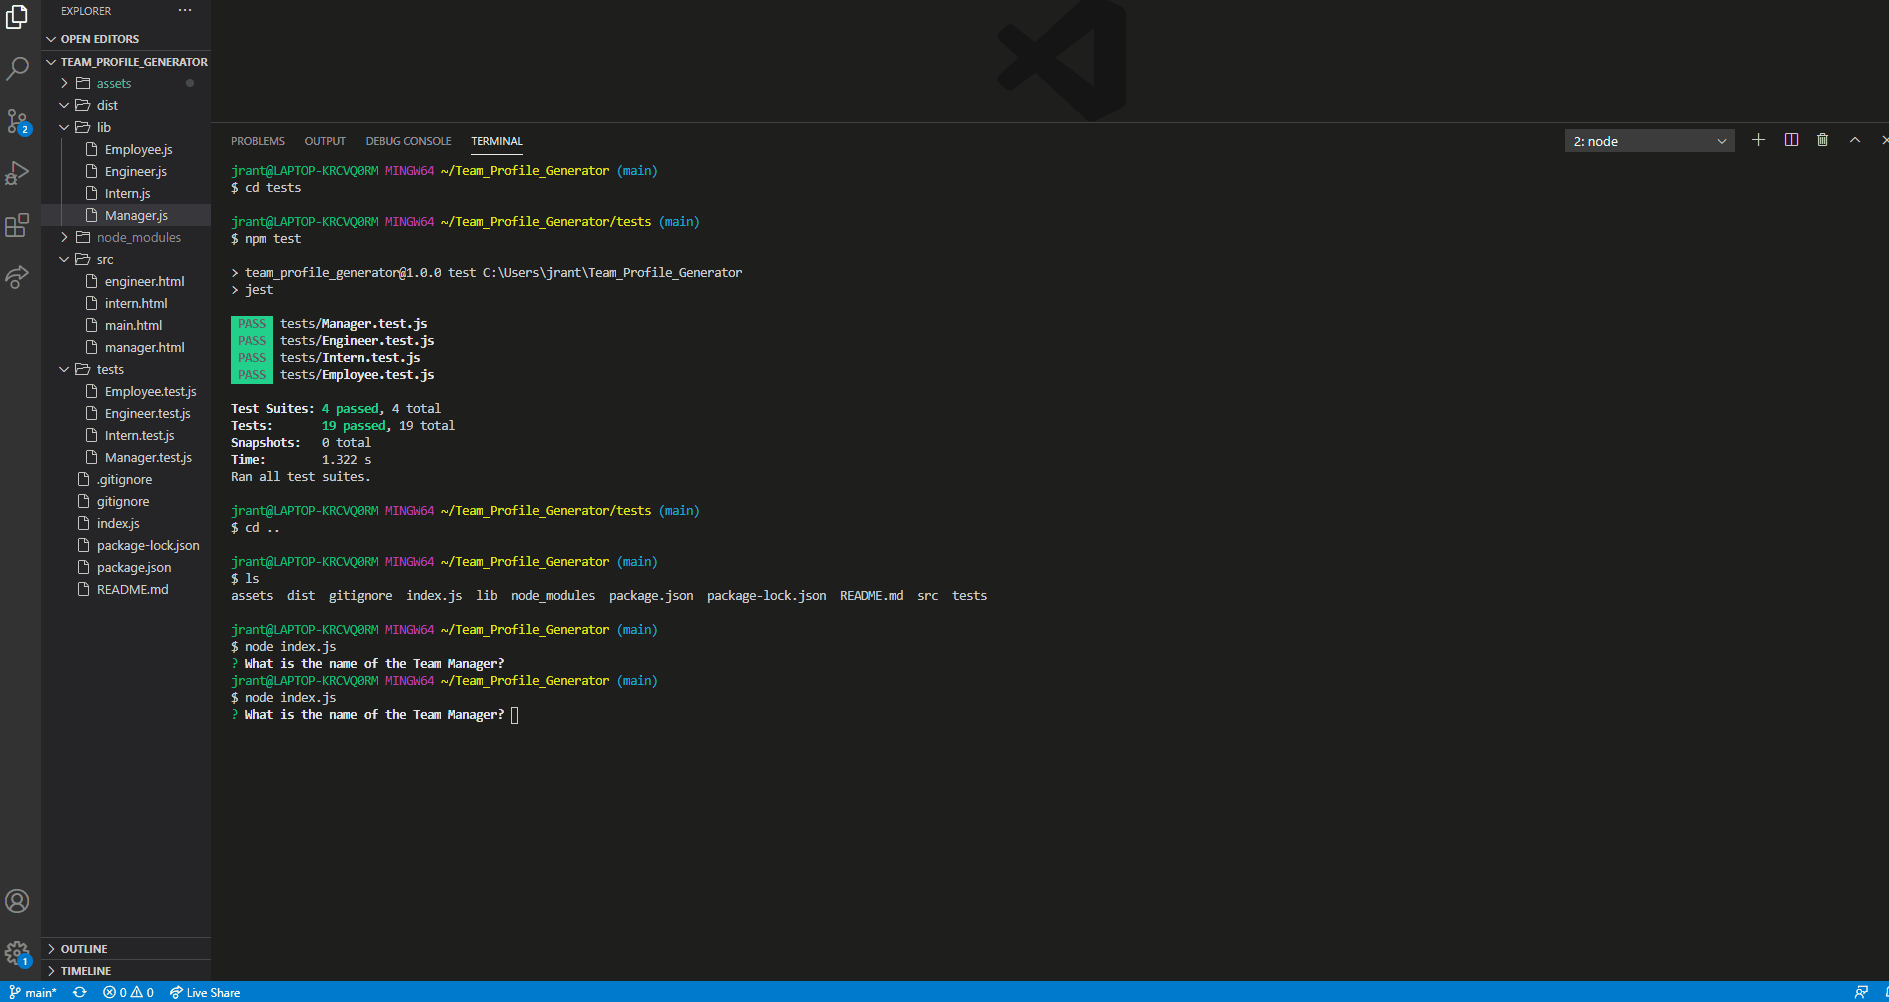 EXPLORER ···
OPEN EDITORS
TEAM_PROFILE_GENERATOR
assets
dist
lib
Employee.js
Engineer.js
Intern.js
Manager.js
node_modules
src
engineer.html
intern.html
main.html
manager.html
tests
Employee.test.js
Engineer.test.js
Intern.test.js
Manager.test.js
.gitignore
gitignore
index.js
package-lock.json
package.json
README.md
OUTLINE
TIMELINE
2
1
PROBLEMS OUTPUT DEBUG CONSOLE TERMINAL 2: node
jrant@LAPTOP-KRCVQ0RM MINGW64 ~/Team_Profile_Generator (main)
$ cd tests
jrant@LAPTOP-KRCVQ0RM MINGW64 ~/Team_Profile_Generator/tests (main)
$ npm test
> team_profile_generator@1.0.0 test C:\Users\jrant\Team_Profile_Generator
> jest
PASS tests/Manager.test.js
PASS tests/Engineer.test.js
PASS tests/Intern.test.js
PASS tests/Employee.test.js
Test Suites: 4 passed, 4 total
Tests: 19 passed, 19 total
Snapshots: 0 total
Time: 1.322 s
Ran all test suites.
jrant@LAPTOP-KRCVQ0RM MINGW64 ~/Team_Profile_Generator/tests (main)
$ cd ..
jrant@LAPTOP-KRCVQ0RM MINGW64 ~/Team_Profile_Generator (main)
$ ls
assets dist gitignore index.js lib node_modules package.json package-lock.json README.md src tests
jrant@LAPTOP-KRCVQ0RM MINGW64 ~/Team_Profile_Generator (main)
$ node index.js
? What is the name of the Team Manager?
jrant@LAPTOP-KRCVQ0RM MINGW64 ~/Team_Profile_Generator (main)
$ node index.js
? What is the name of the Team Manager?
main* 0 0 Live Share